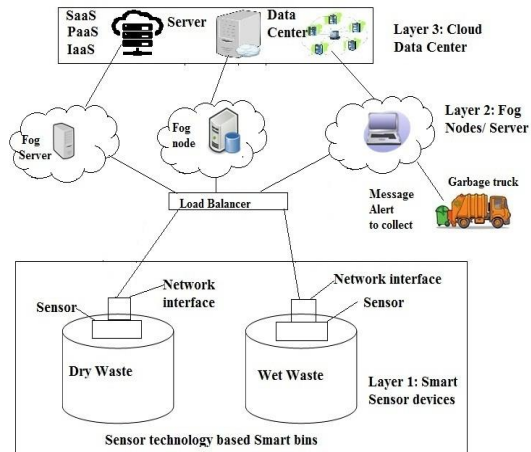 SaaS
PaaS
IaaS
Server
Data
Center
Layer 3: Cloud
Data Center
Fog
Server
Fog
node
Layer 2: Fog
Nodes/ Server
Load Balancer
Message
Alert
to collect
Garbage truck
Network
interface
Sensor
Network interface
Sensor
Dry Waste
Wet Waste
Layer 1: Smart
Sensor devices
Sensor technology based Smart bins